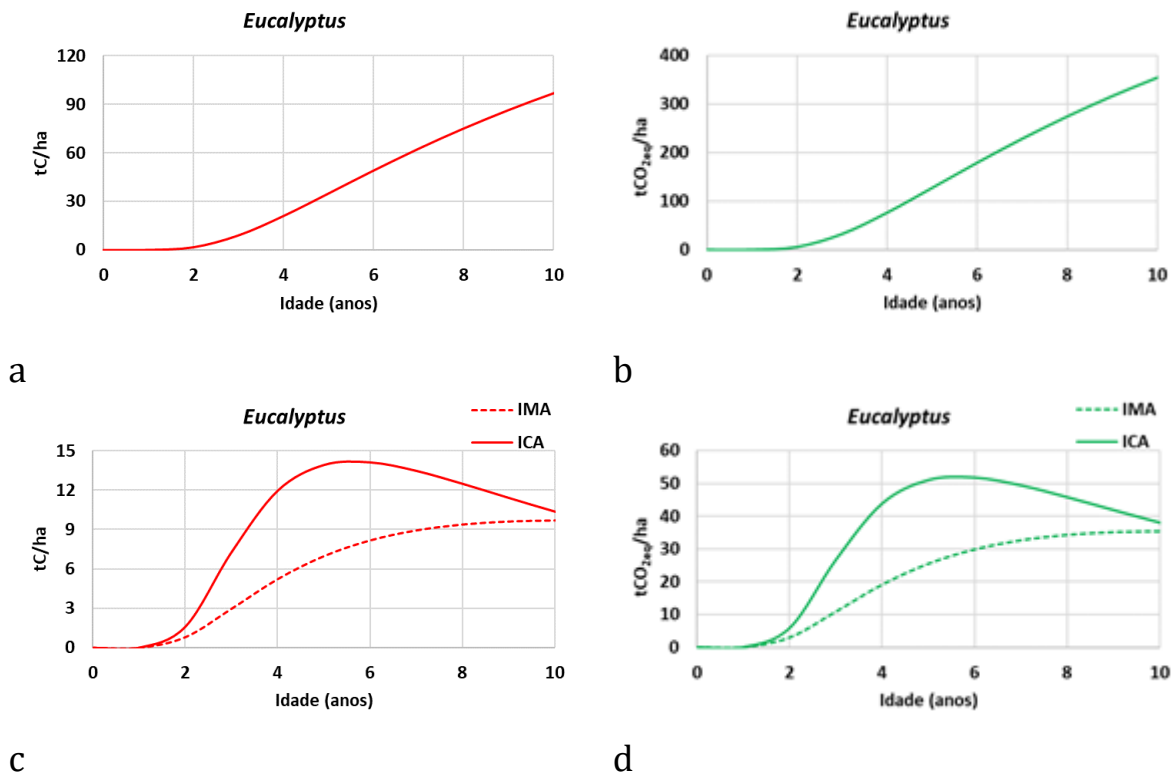 Eucalyptus
120
90
60
30
0
tC/ha
0 2 4 6 8 10
Idade (anos)
a
Eucalyptus
400
300
200
100
0
tCO2eq/ha
0 2 4 6 8 10
Idade (anos)
b
Eucalyptus
IMA
ICA
15
12
9
6
3
0
tC/ha
0 2 4 6 8 10
Idade (anos)
c
Eucalyptus
IMA
ICA
60
50
40
30
20
10
0
tCO2eq/ha
0 2 4 6 8 10
Idade (anos)
d